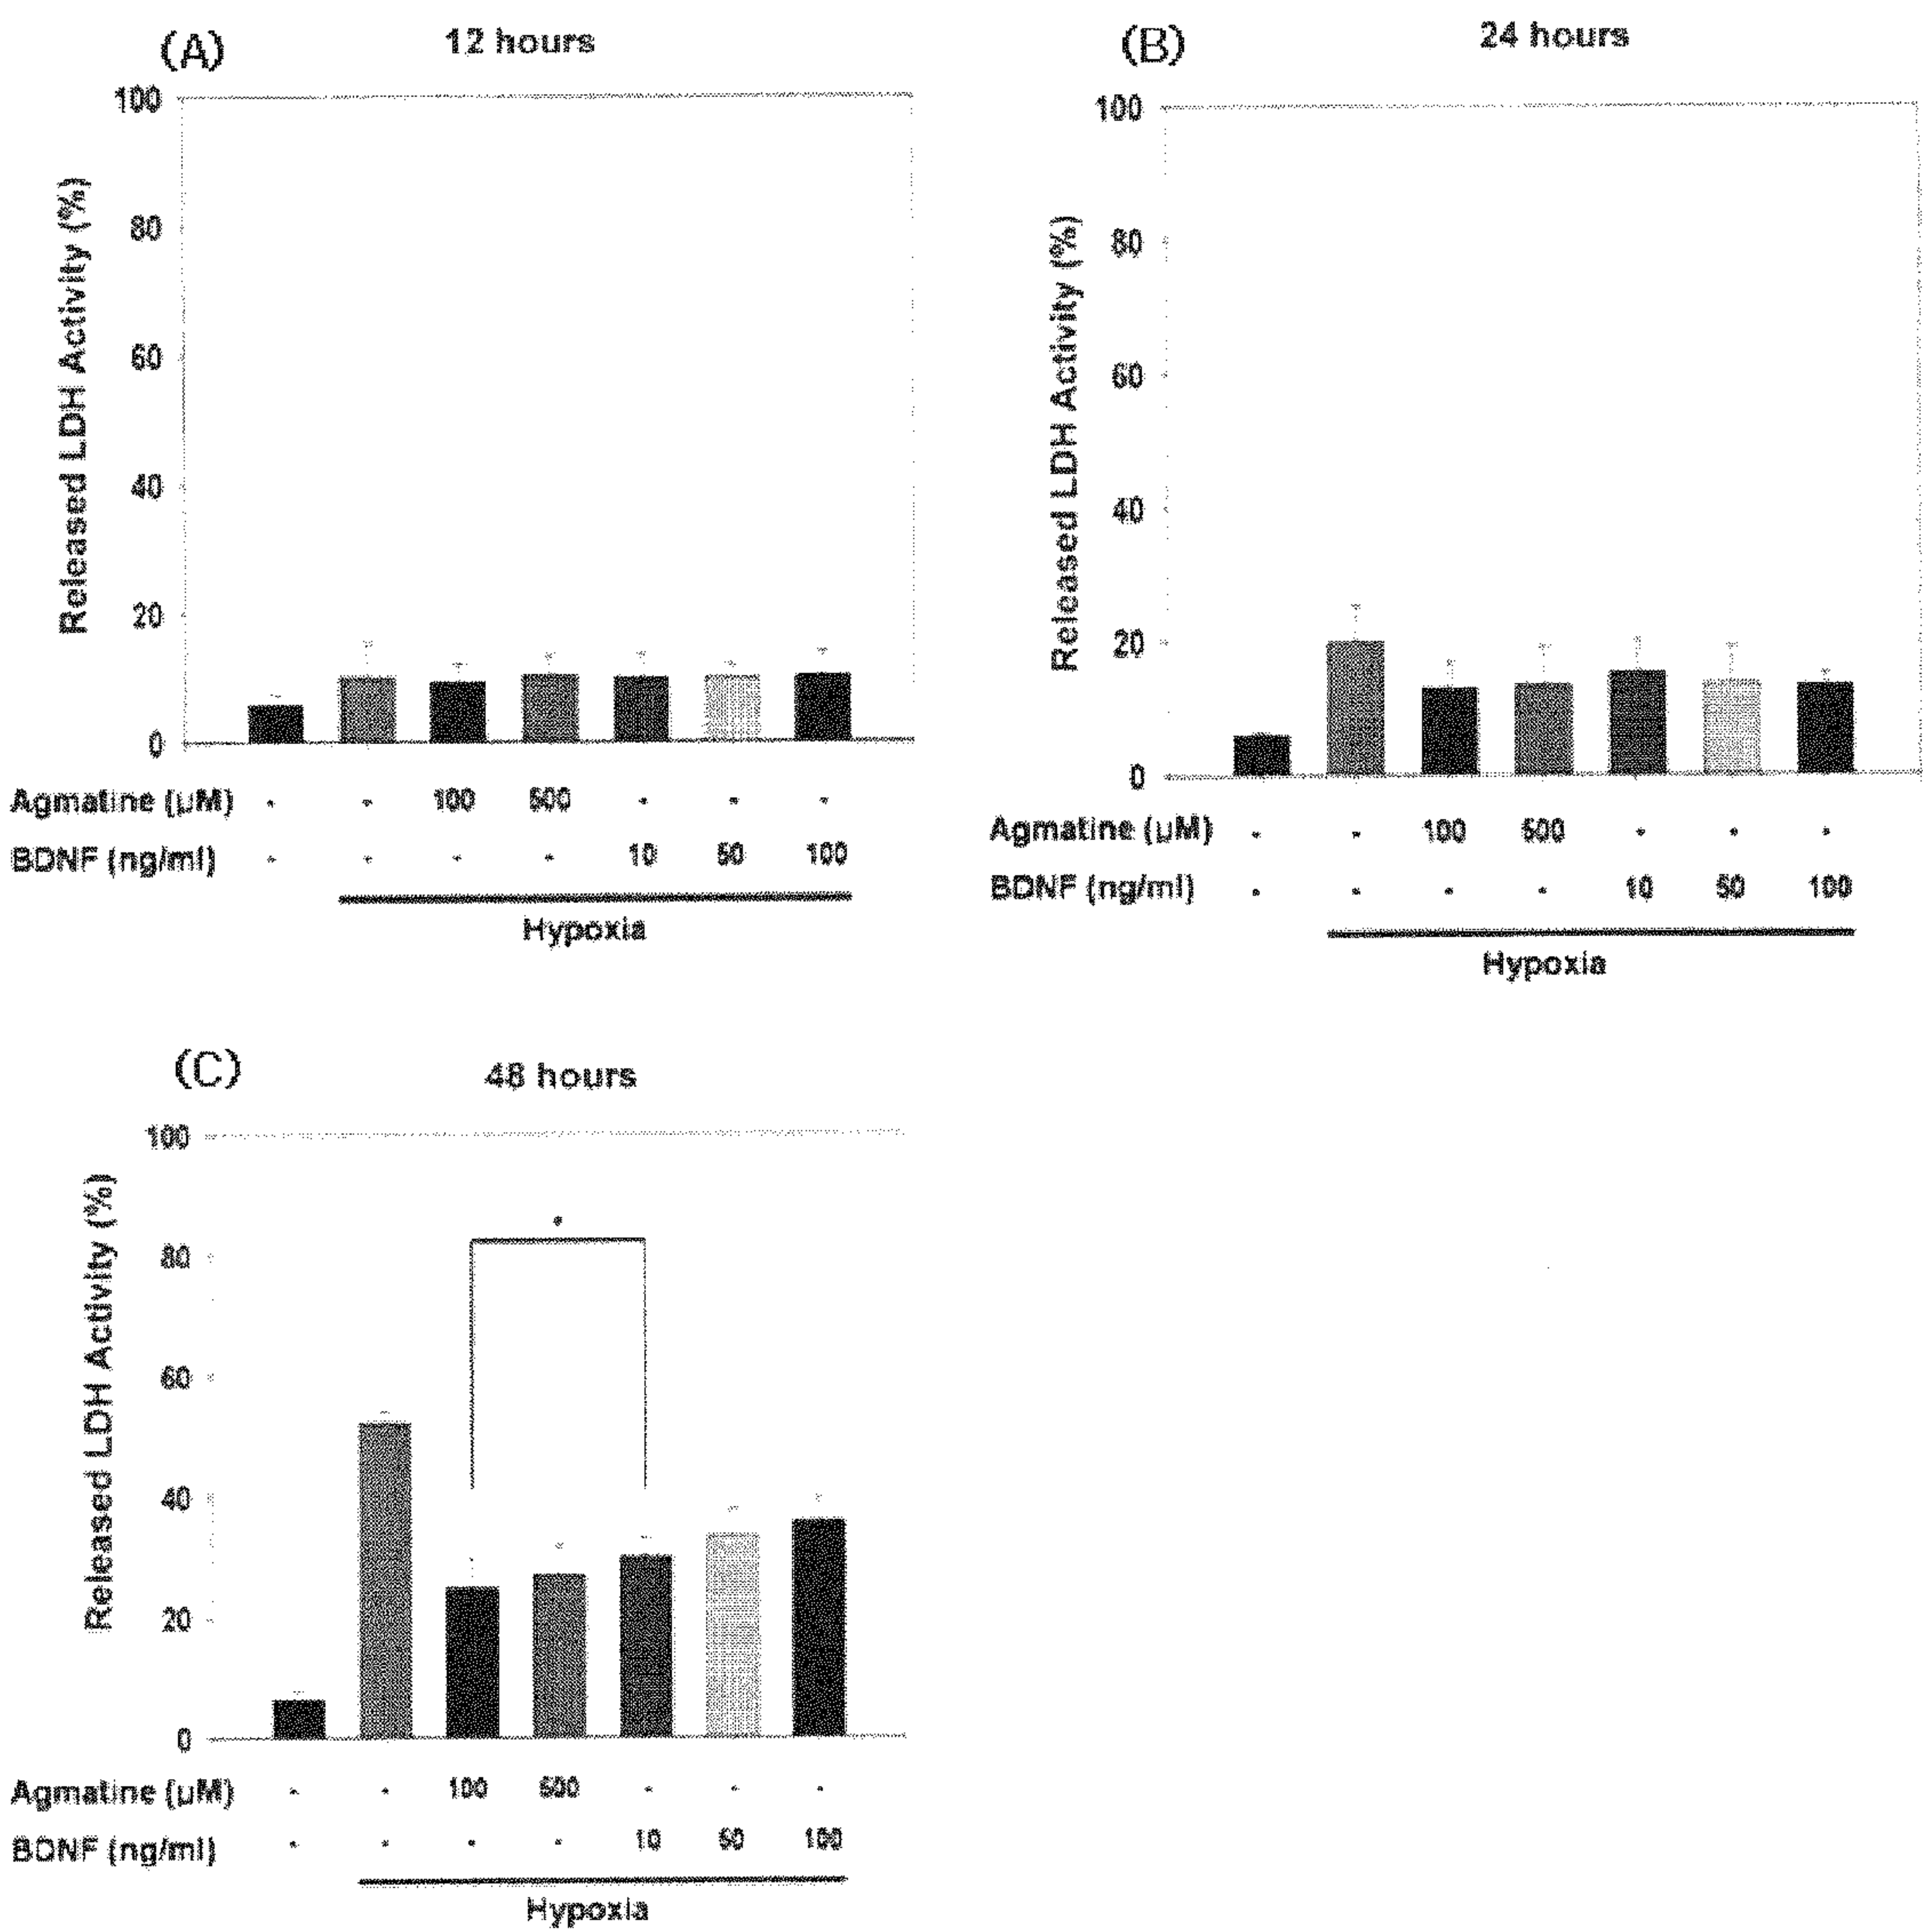 (A)
12 hours
Released LDH Activity (%)
100
80
60
40
20
0
Agmatine (µM) - - 100 500 - - -
BDNF (ng/ml) - - - - 10 50 100
Hypoxia
(B)
24 hours
Released LDH Activity (%)
100
80
60
40
20
0
Agmatine (µM) - - 100 500 - - -
BDNF (ng/ml) - - - - 10 50 100
Hypoxia
(C)
48 hours
Released LDH Activity (%)
100
80
60
40
20
0
*
Agmatine (µM) - - 100 500 - - -
BDNF (ng/ml) - - - - 10 50 100
Hypoxia